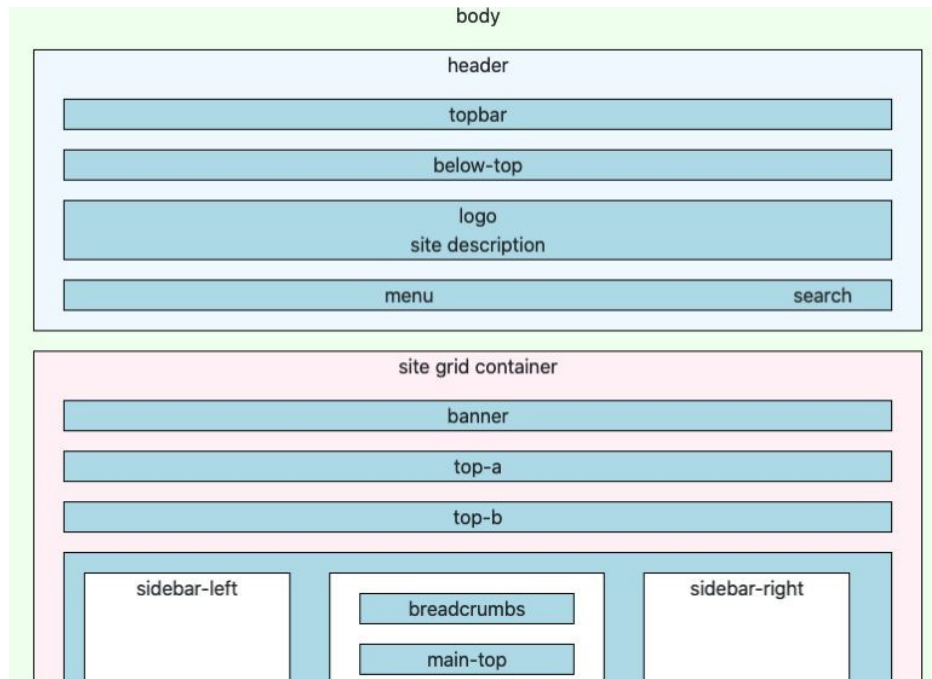 body
header
topbar
below-top
logo
site description
menu search
site grid container
banner
top-a
top-b
sidebar-left
breadcrumbs
main-top
sidebar-right